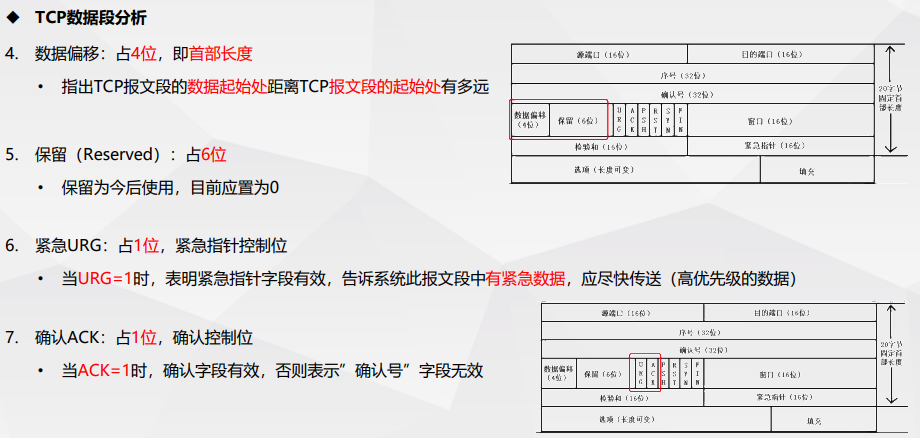 ◆ TCP数据段分析
4. 数据偏移：占4位，即首部长度
• 指出TCP报文段的数据起始处距离TCP报文段的起始处有多远
源端口（16位） 目的端口（16位）
序号（32位）
确认号（32位）
数据偏移（4位） 保留（6位） URG ACK PSH RST SYN FIN 窗口（16位）
检验和（16位） 紧急指针（16位）
选项（长度可变） 填充
20字节
5. 保留（Reserved）：占6位
• 保留为今后使用，目前应置为0
6. 紧急URG：占1位，紧急指针控制位
• 当URG=1时，表明紧急指针字段有效，告诉系统此报文段中有紧急数据，应尽快传送（高优先级的数据）
7. 确认ACK：占1位，确认控制位
• 当ACK=1时，确认字段有效，否则表示”确认号”字段无效
源端口（16位） 目的端口（16位）
序号（32位）
确认号（32位）
数据偏移（4位） 保留（6位） URG ACK PSH RST SYN FIN 窗口（16位）
检验和（16位） 紧急指针（16位）
选项（长度可变） 填充
20字节